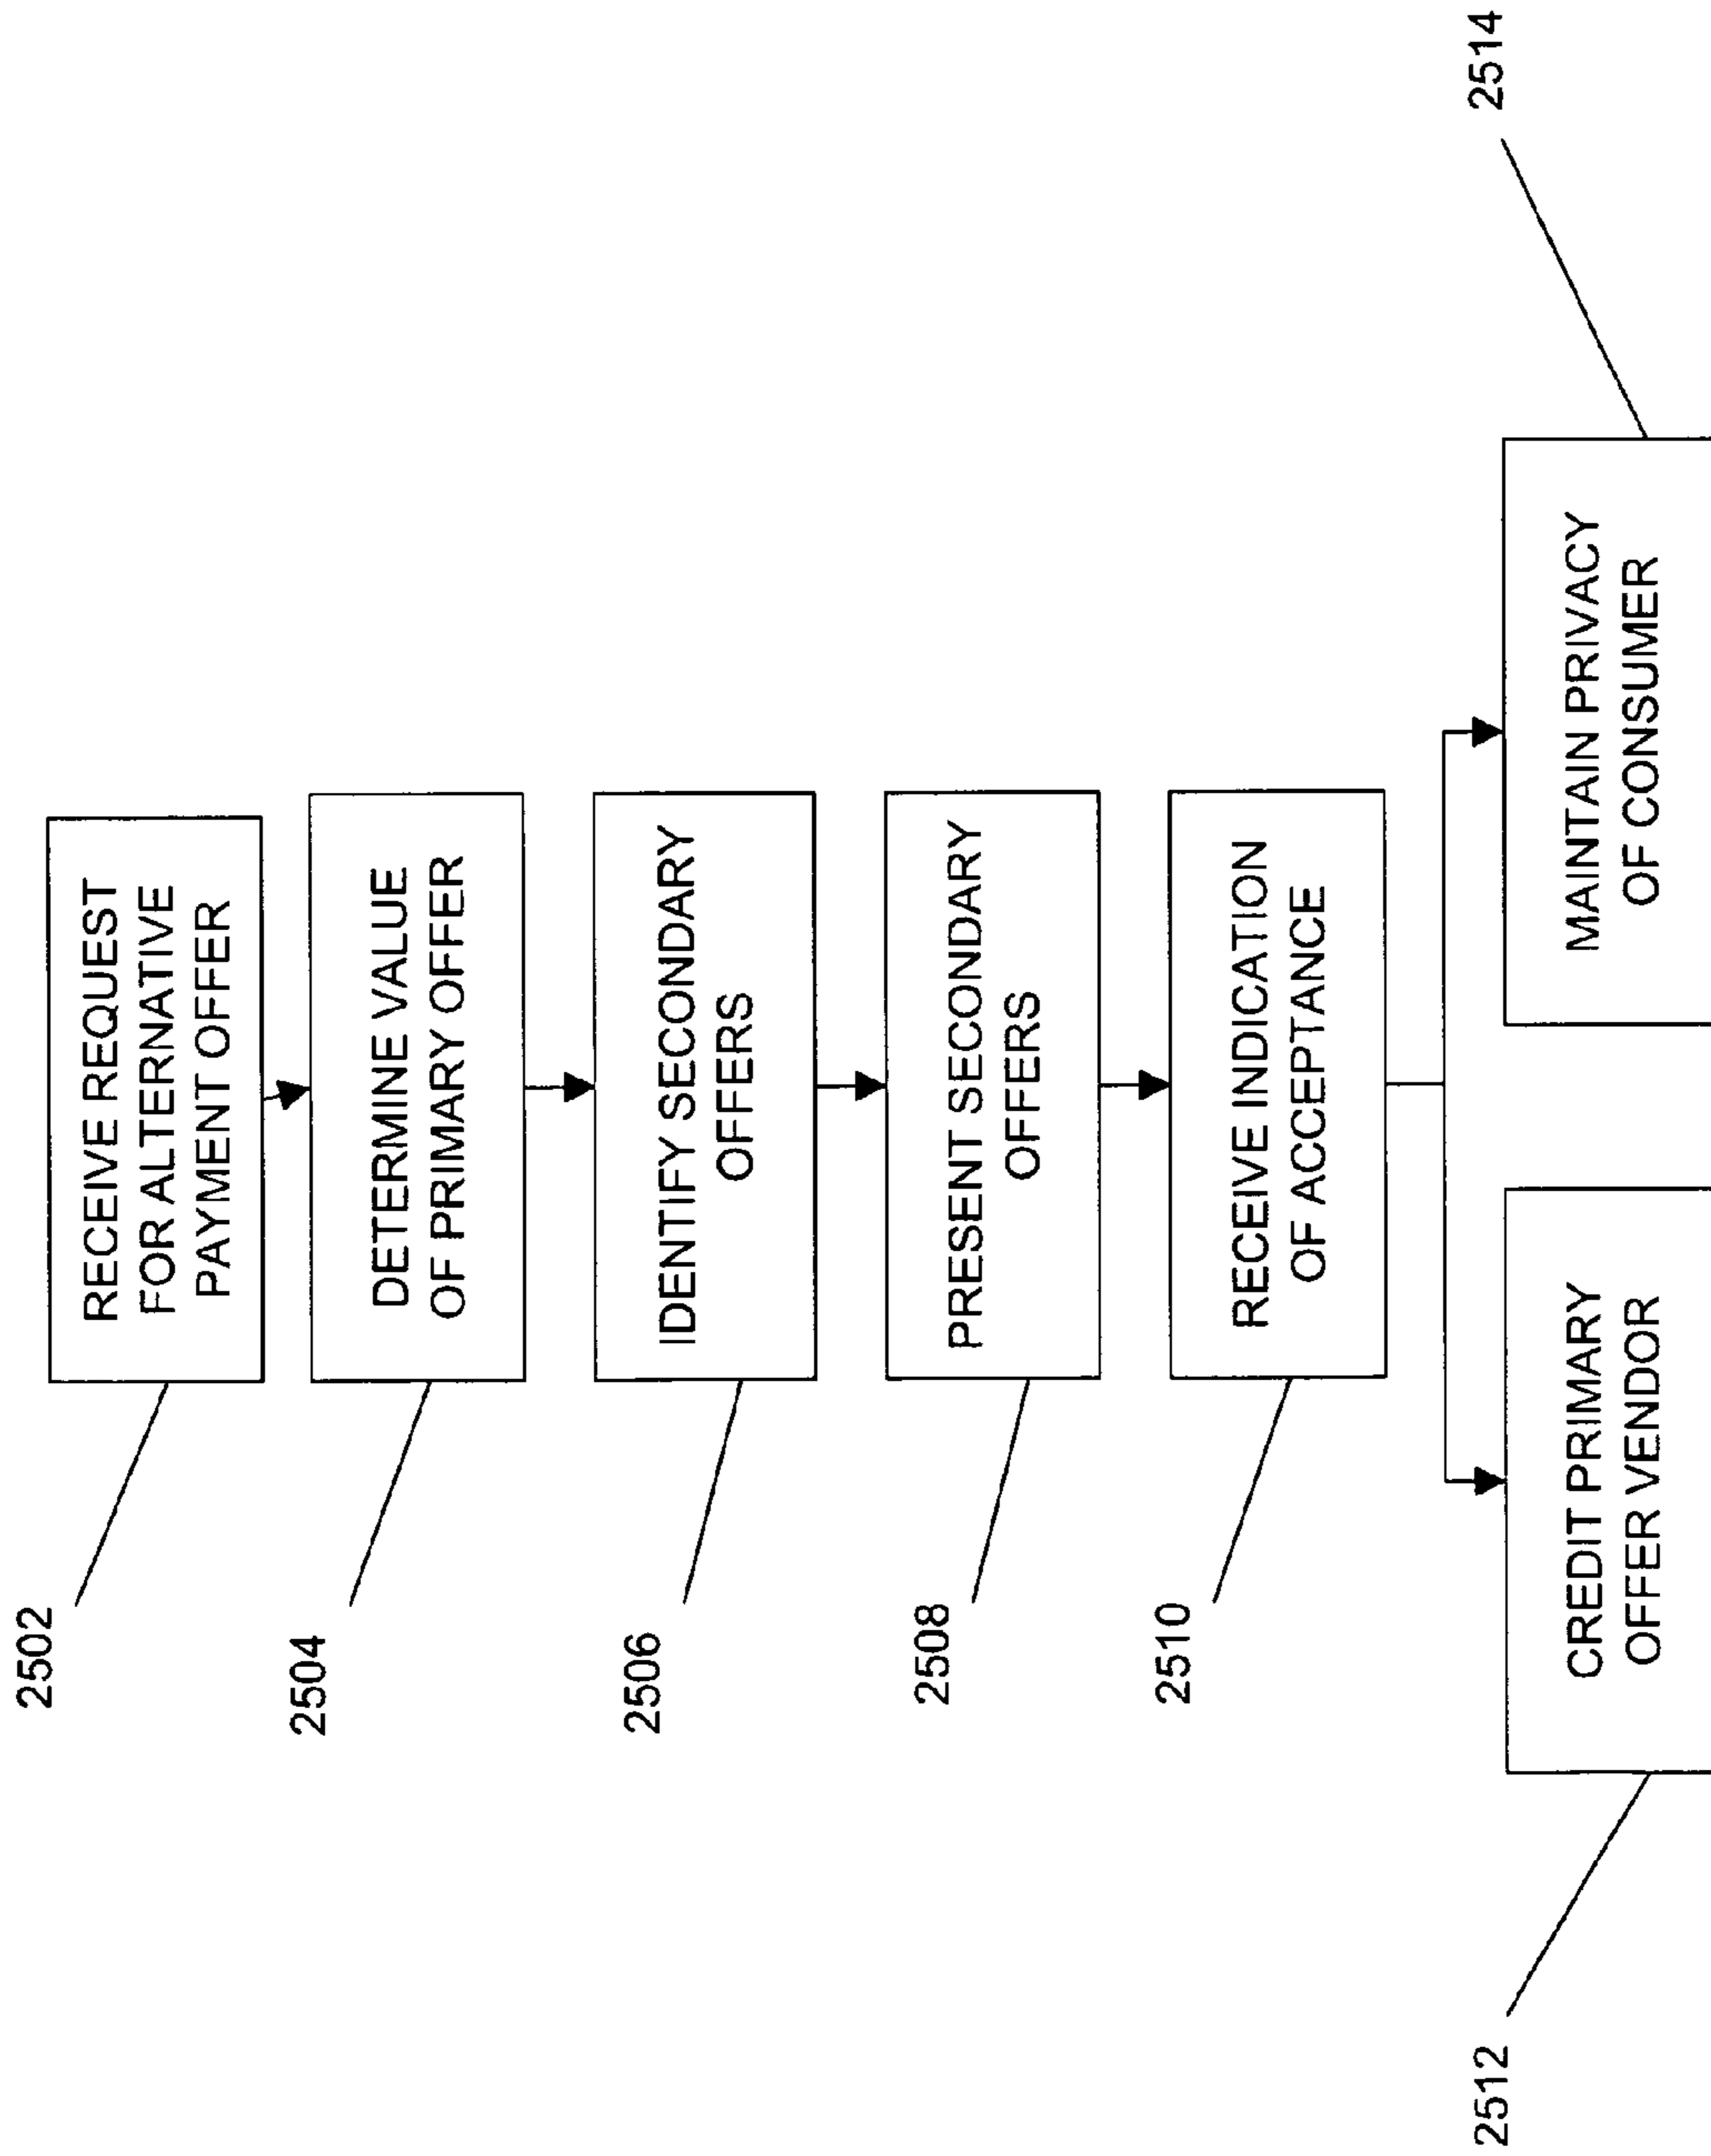 2502
RECEIVE REQUEST
FOR ALTERNATIVE
PAYMENT OFFER
2504
DETERMINE VALUE
OF PRIMARY OFFER
2506
IDENTIFY SECONDARY
OFFERS
2508
PRESENT SECONDARY
OFFERS
2510
RECEIVE INDICATION
OF ACCEPTANCE
2512
CREDIT PRIMARY
OFFER VENDOR
2514
MAINTAIN PRIVACY
OF CONSUMER